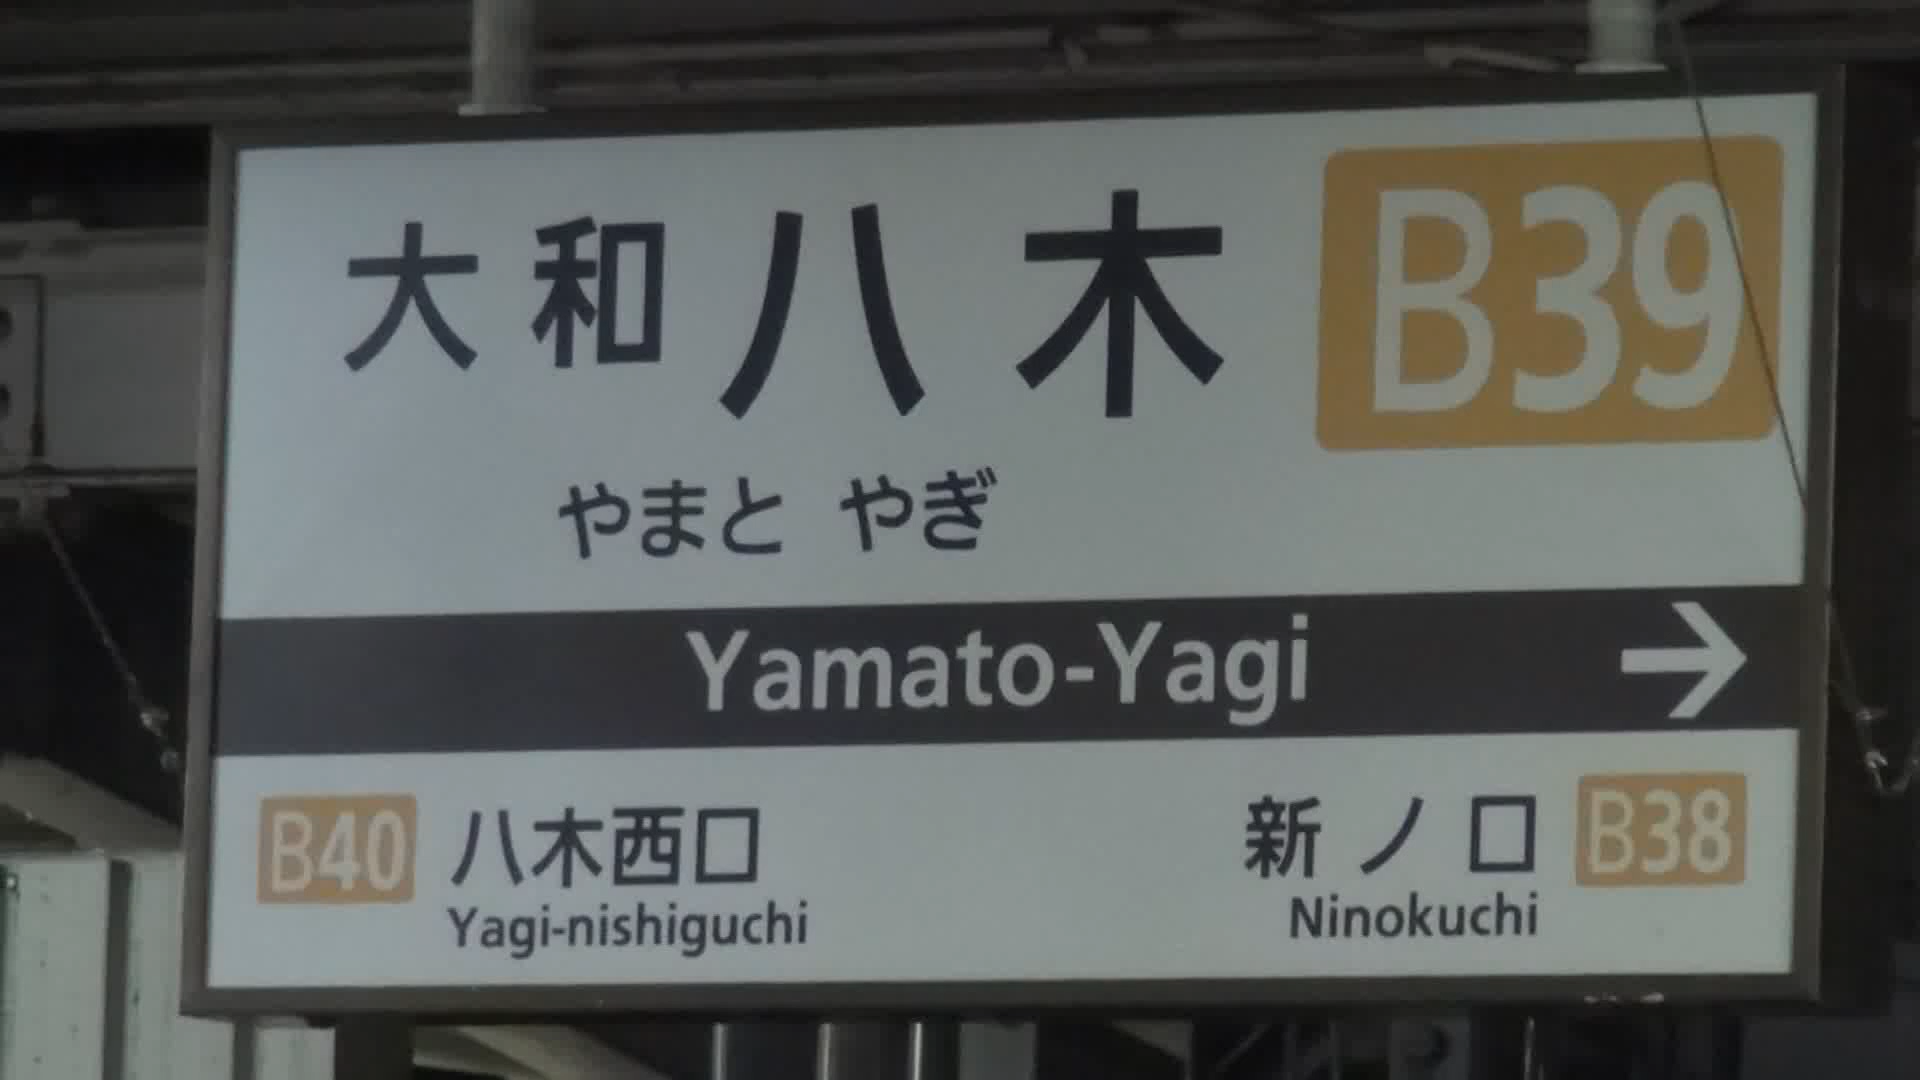 大和八木 B39
やまと やぎ
Yamato-Yagi →
B40 八木西口
Yagi-nishiguchi
新ノ口 B38
Ninokuchi